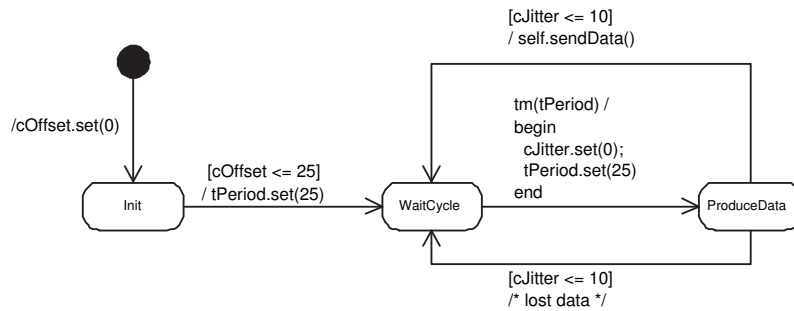 [cJitter <= 10]
/ self.sendData()
/cOffset.set(0)
tm(tPeriod) /
begin
cJitter.set(0);
tPeriod.set(25)
end
[cOffset <= 25]
/ tPeriod.set(25)
Init
WaitCycle
ProduceData
[cJitter <= 10]
/* lost data */